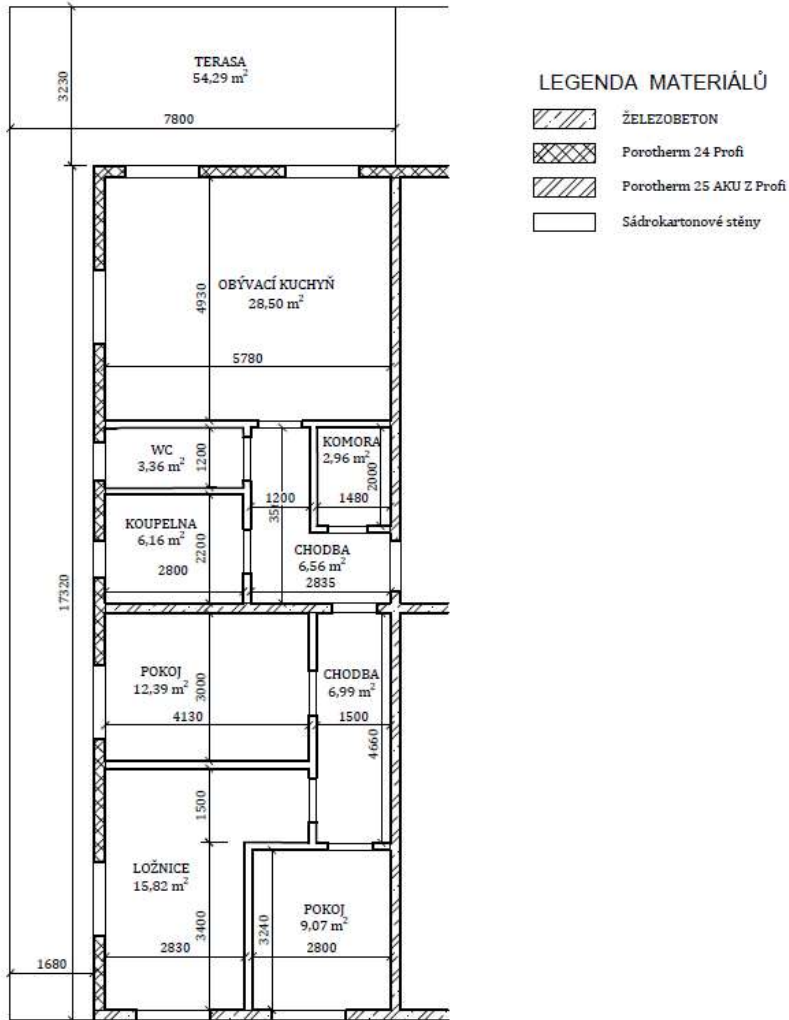 TERASA
54,29 m²
3230
7800
LEGENDA MATERIÁLŮ
ŽELEZOBETON
Porotherm 24 Profi
Porotherm 25 AKU Z Profi
Sádrokartonové stěny
OBÝVACÍ KUCHYŇ
28,50 m²
4930
5780
WC
3,36 m²
1200
KOMORA
2,96 m²
2000
1200
1480
35
KOUPELNA
6,16 m²
2200
2800
CHODBA
6,56 m²
2835
17320
POKOJ
12,39 m²
3000
4130
CHODBA
6,99 m²
1500
4660
1500
LOŽNICE
15,82 m²
3400
2830
POKOJ
9,07 m²
3240
2800
1680